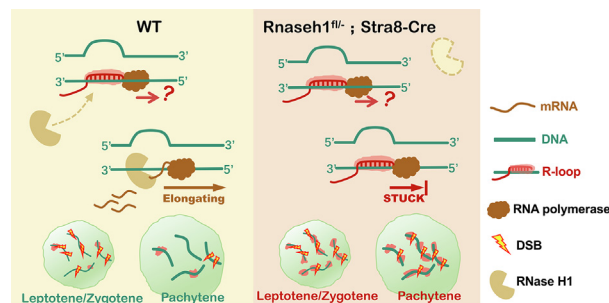 WT
5' 3'
3' 5'
?
5' 3'
3' 5'
Elongating
Leptotene/Zygotene
Pachytene
Rnaseh1fl/- ; Stra8-Cre
5' 3'
3' 5'
?
5' 3'
3' 5'
STUCK
Leptotene/Zygotene
Pachytene
mRNA
DNA
R-loop
RNA polymerase
DSB
RNase H1